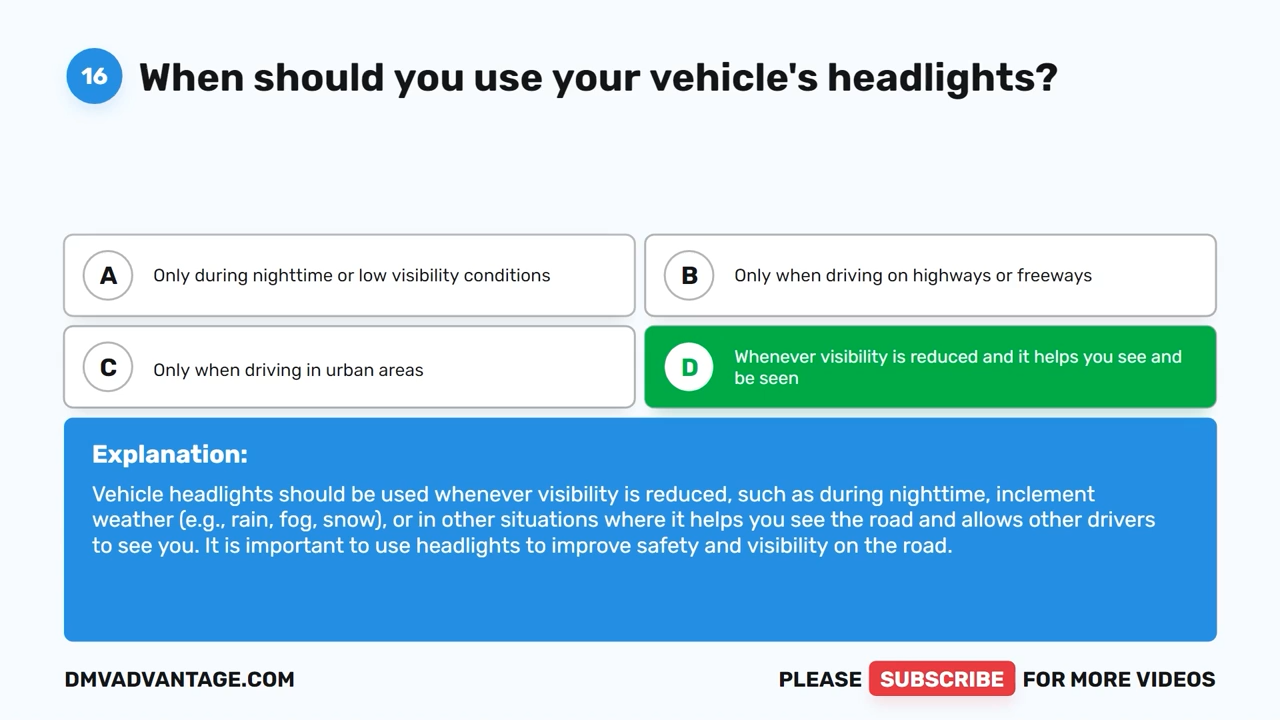 16
When should you use your vehicle's headlights?
A
Only during nighttime or low visibility conditions
B
Only when driving on highways or freeways
C
Only when driving in urban areas
D
Whenever visibility is reduced and it helps you see and
be seen
Explanation:
Vehicle headlights should be used whenever visibility is reduced, such as during nighttime, inclement
weather (e.g., rain, fog, snow), or in other situations where it helps you see the road and allows other drivers
to see you. It is important to use headlights to improve safety and visibility on the road.
DMVADVANTAGE.COM
PLEASE SUBSCRIBE FOR MORE VIDEOS